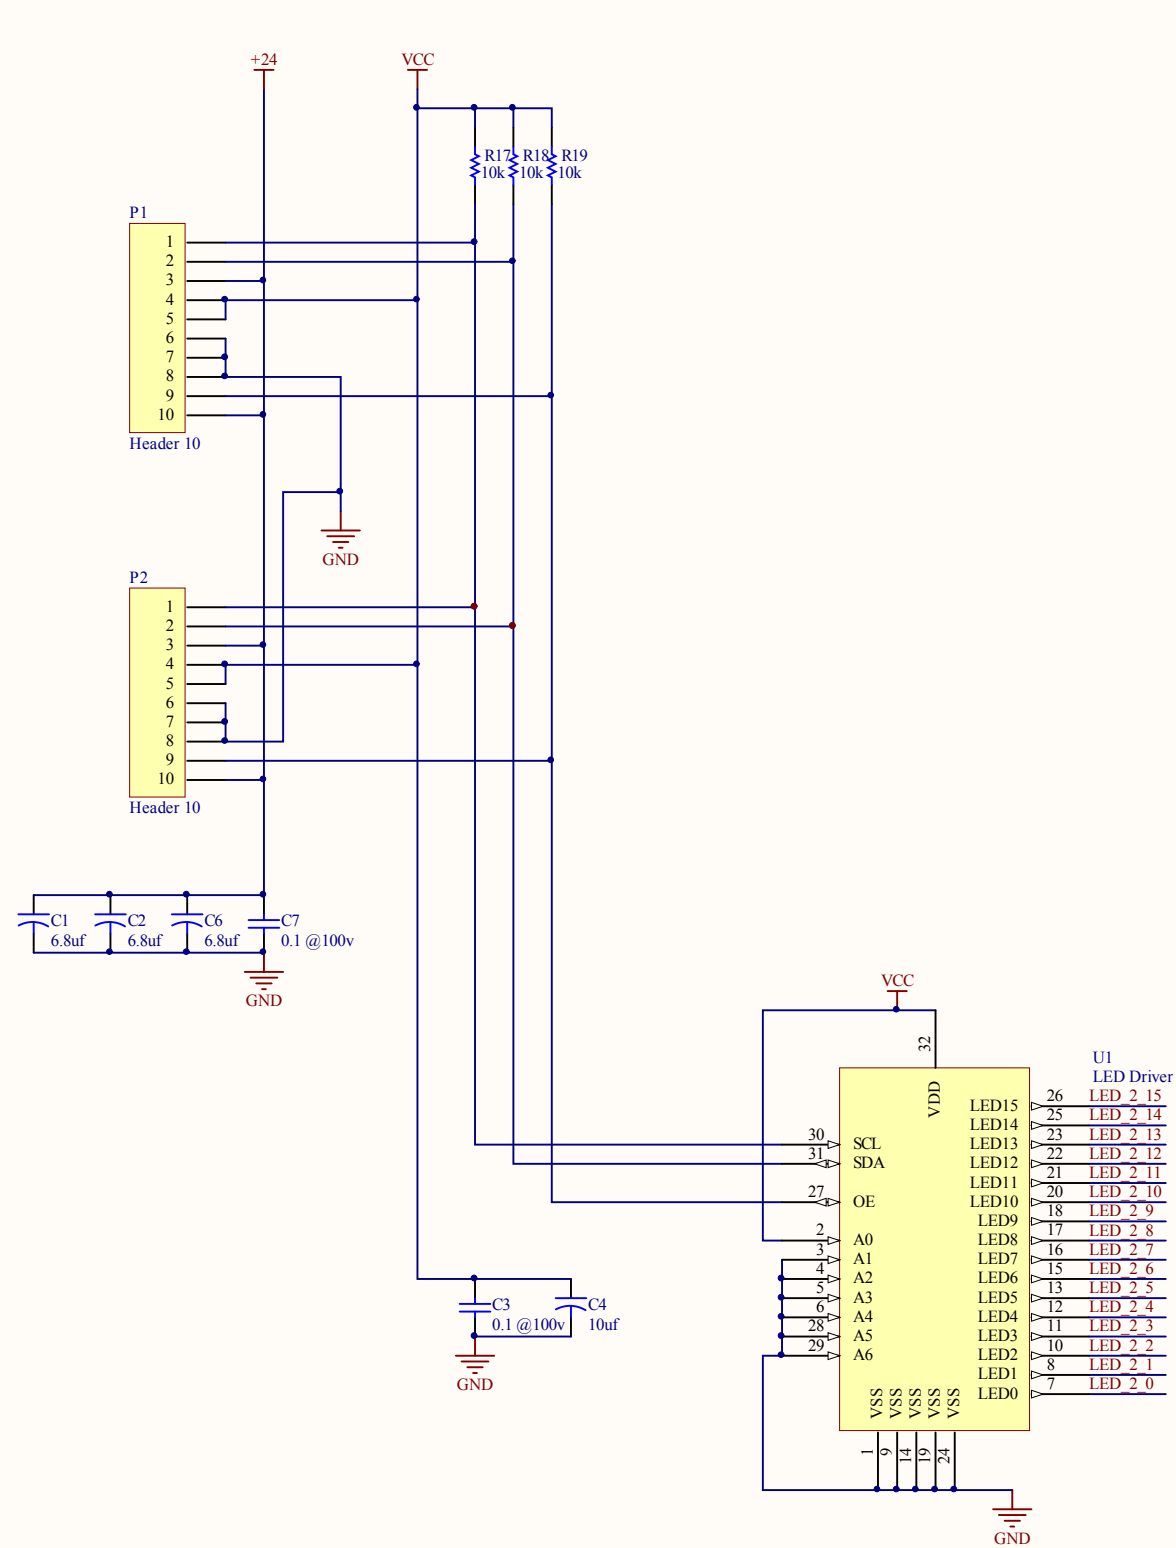 +24
VCC
R17
10k
R18
10k
R19
10k
P1
1
2
3
4
5
6
7
8
9
10
Header 10
GND
P2
1
2
3
4
5
6
7
8
9
10
Header 10
C1
6.8uf
C2
6.8uf
C6
6.8uf
C7
0.1 @100v
GND
VCC
32
VDD
U1
LED Driver
30 SCL
31 SDA
27 OE
2 A0
3 A1
4 A2
5 A3
6 A4
28 A5
29 A6
LED15 26 LED_2_15
LED14 25 LED_2_14
LED13 23 LED_2_13
LED12 22 LED_2_12
LED11 21 LED_2_11
LED10 20 LED_2_10
LED9 18 LED_2_9
LED8 17 LED_2_8
LED7 16 LED_2_7
LED6 15 LED_2_6
LED5 13 LED_2_5
LED4 12 LED_2_4
LED3 11 LED_2_3
LED2 10 LED_2_2
LED1 8 LED_2_1
LED0 7 LED_2_0
C3
0.1 @100v
C4
10uf
GND
VSS VSS VSS VSS VSS
1 9 14 19 24
GND